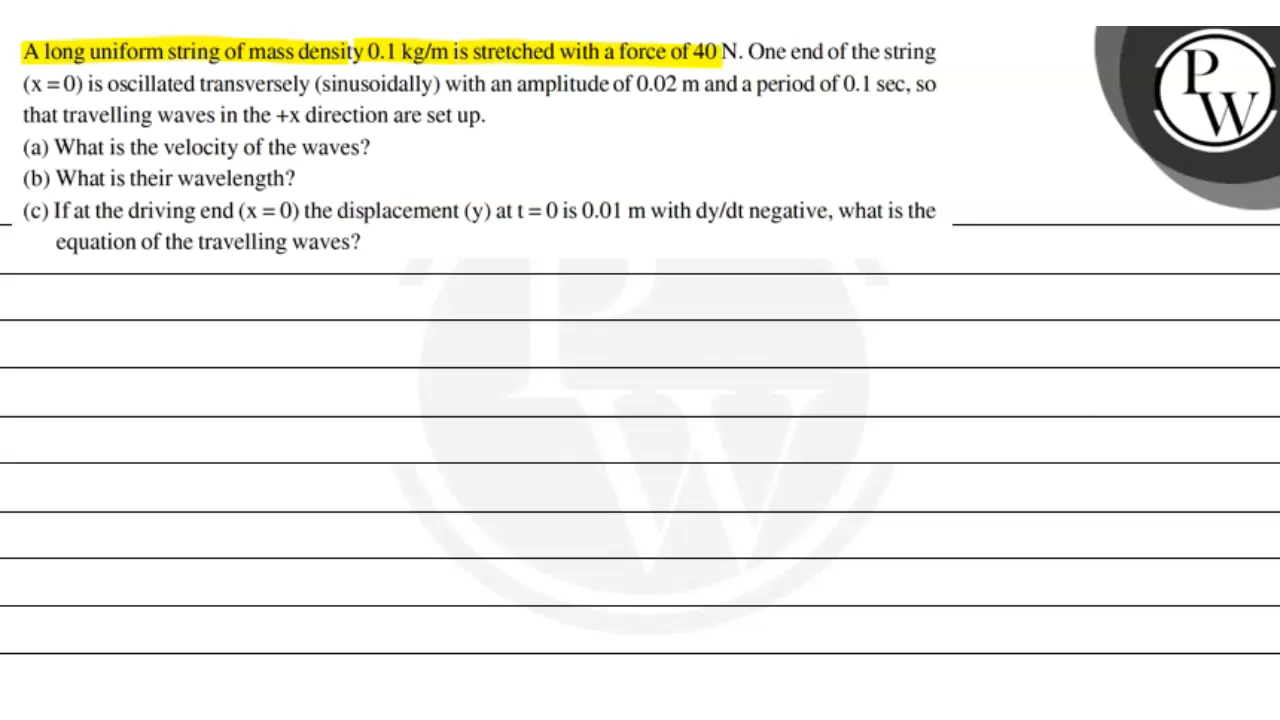 A long uniform string of mass density 0.1 kg/m is stretched with a force of 40 N. One end of the string
(x = 0) is oscillated transversely (sinusoidally) with an amplitude of 0.02 m and a period of 0.1 sec, so
that travelling waves in the +x direction are set up.
(a) What is the velocity of the waves?
(b) What is their wavelength?
(c) If at the driving end (x = 0) the displacement (y) at t = 0 is 0.01 m with dy/dt negative, what is the
equation of the travelling waves?
P
W
P
W